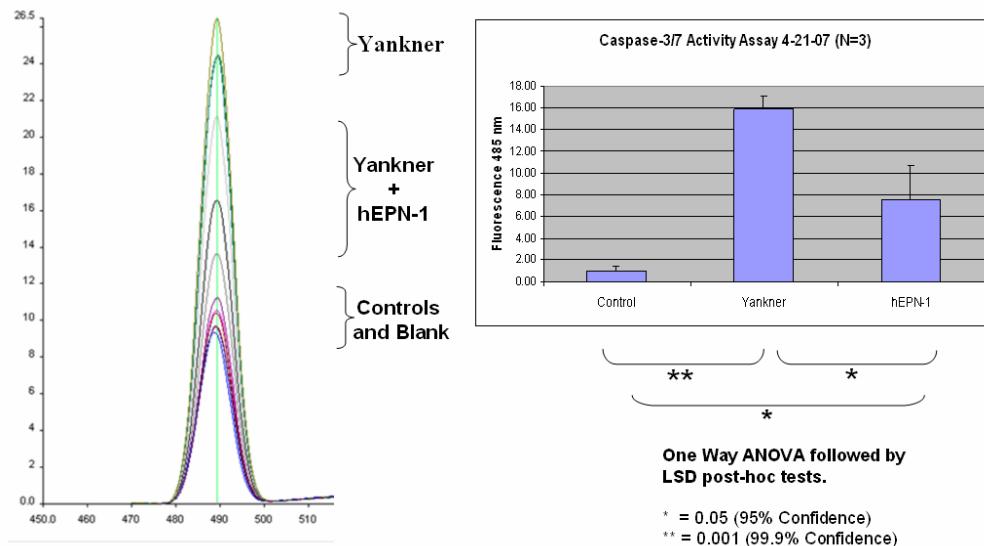 26.5
24
22
20
18
16
14
12
10
8
6
4
2
0.0
450.0
460
470
480
490
500
510
Yankner
Yankner
+
hEPN-1
Controls
and Blank
Caspase-3/7 Activity Assay 4-21-07 (N=3)
Fluorescence 485 nm
18.00
16.00
14.00
12.00
10.00
8.00
6.00
4.00
2.00
0.00
Control
Yankner
hEPN-1
**
*
*
One Way ANOVA followed by
LSD post-hoc tests.
* = 0.05 (95% Confidence)
** = 0.001 (99.9% Confidence)